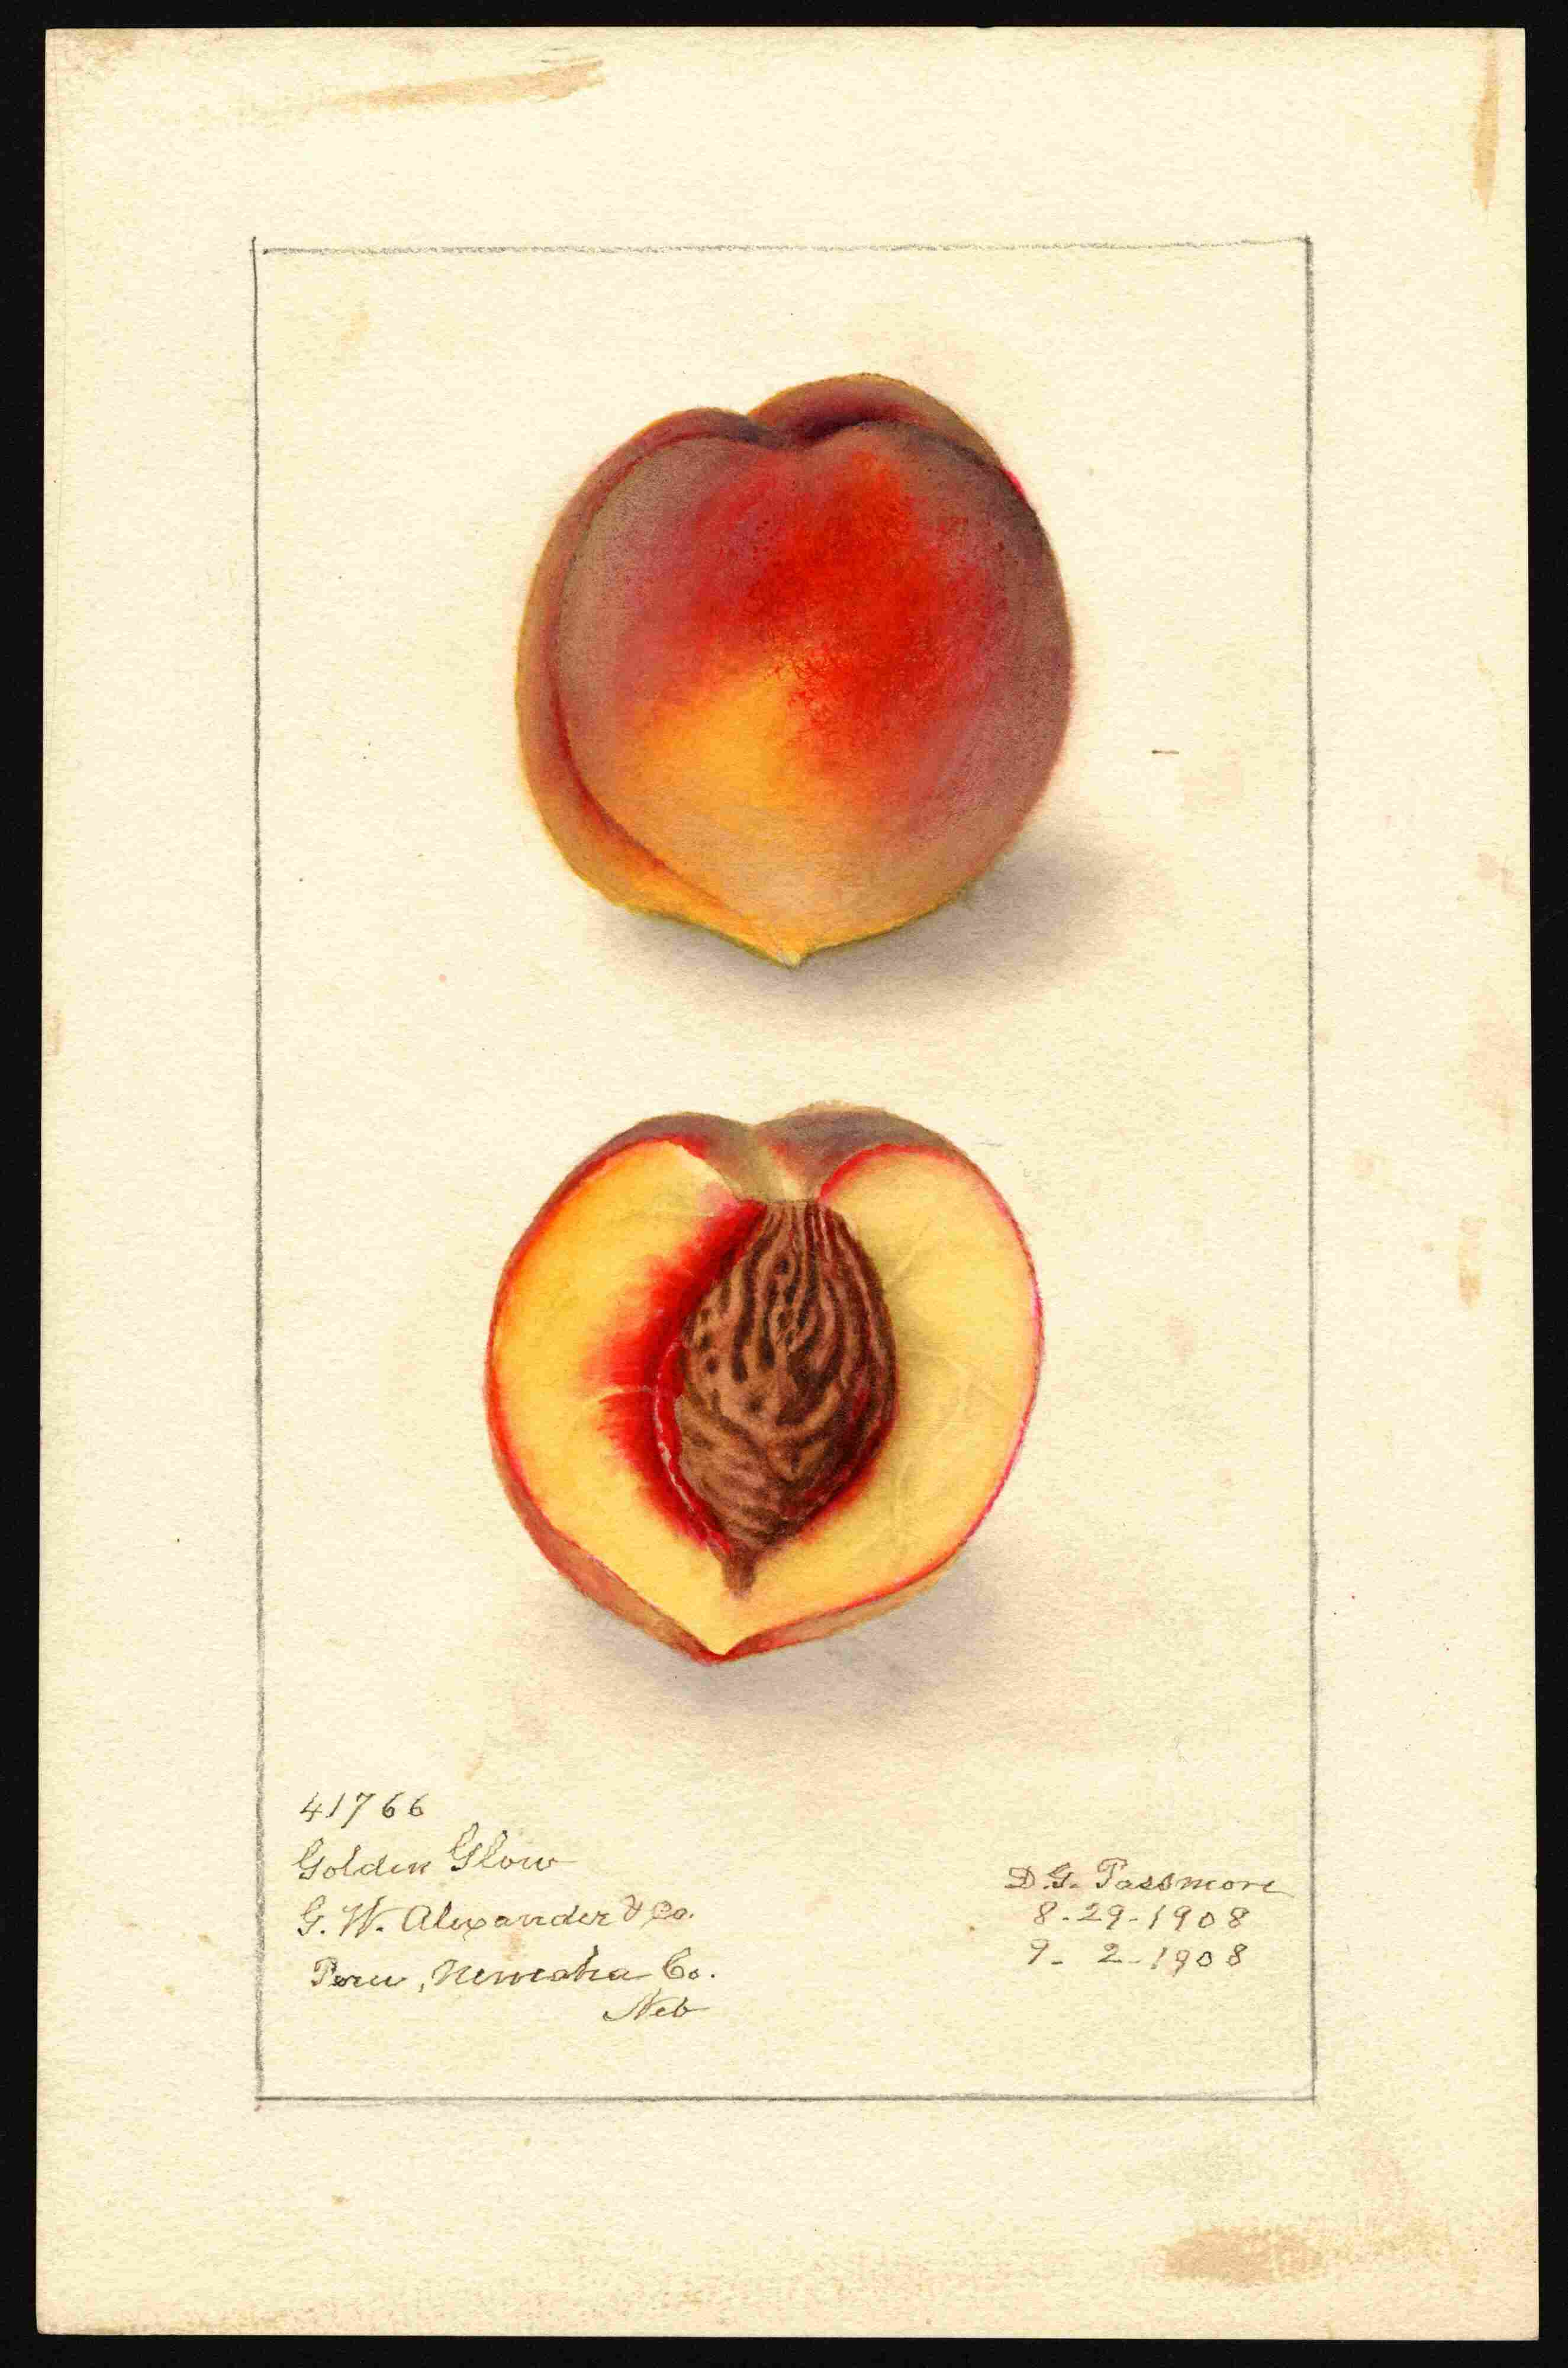 41766
Golden Glow
G. W. Alexander & Co.
Peru, Nemaha Co.
Neb
D. G. Passmore
8-29-1908
9-2-1908